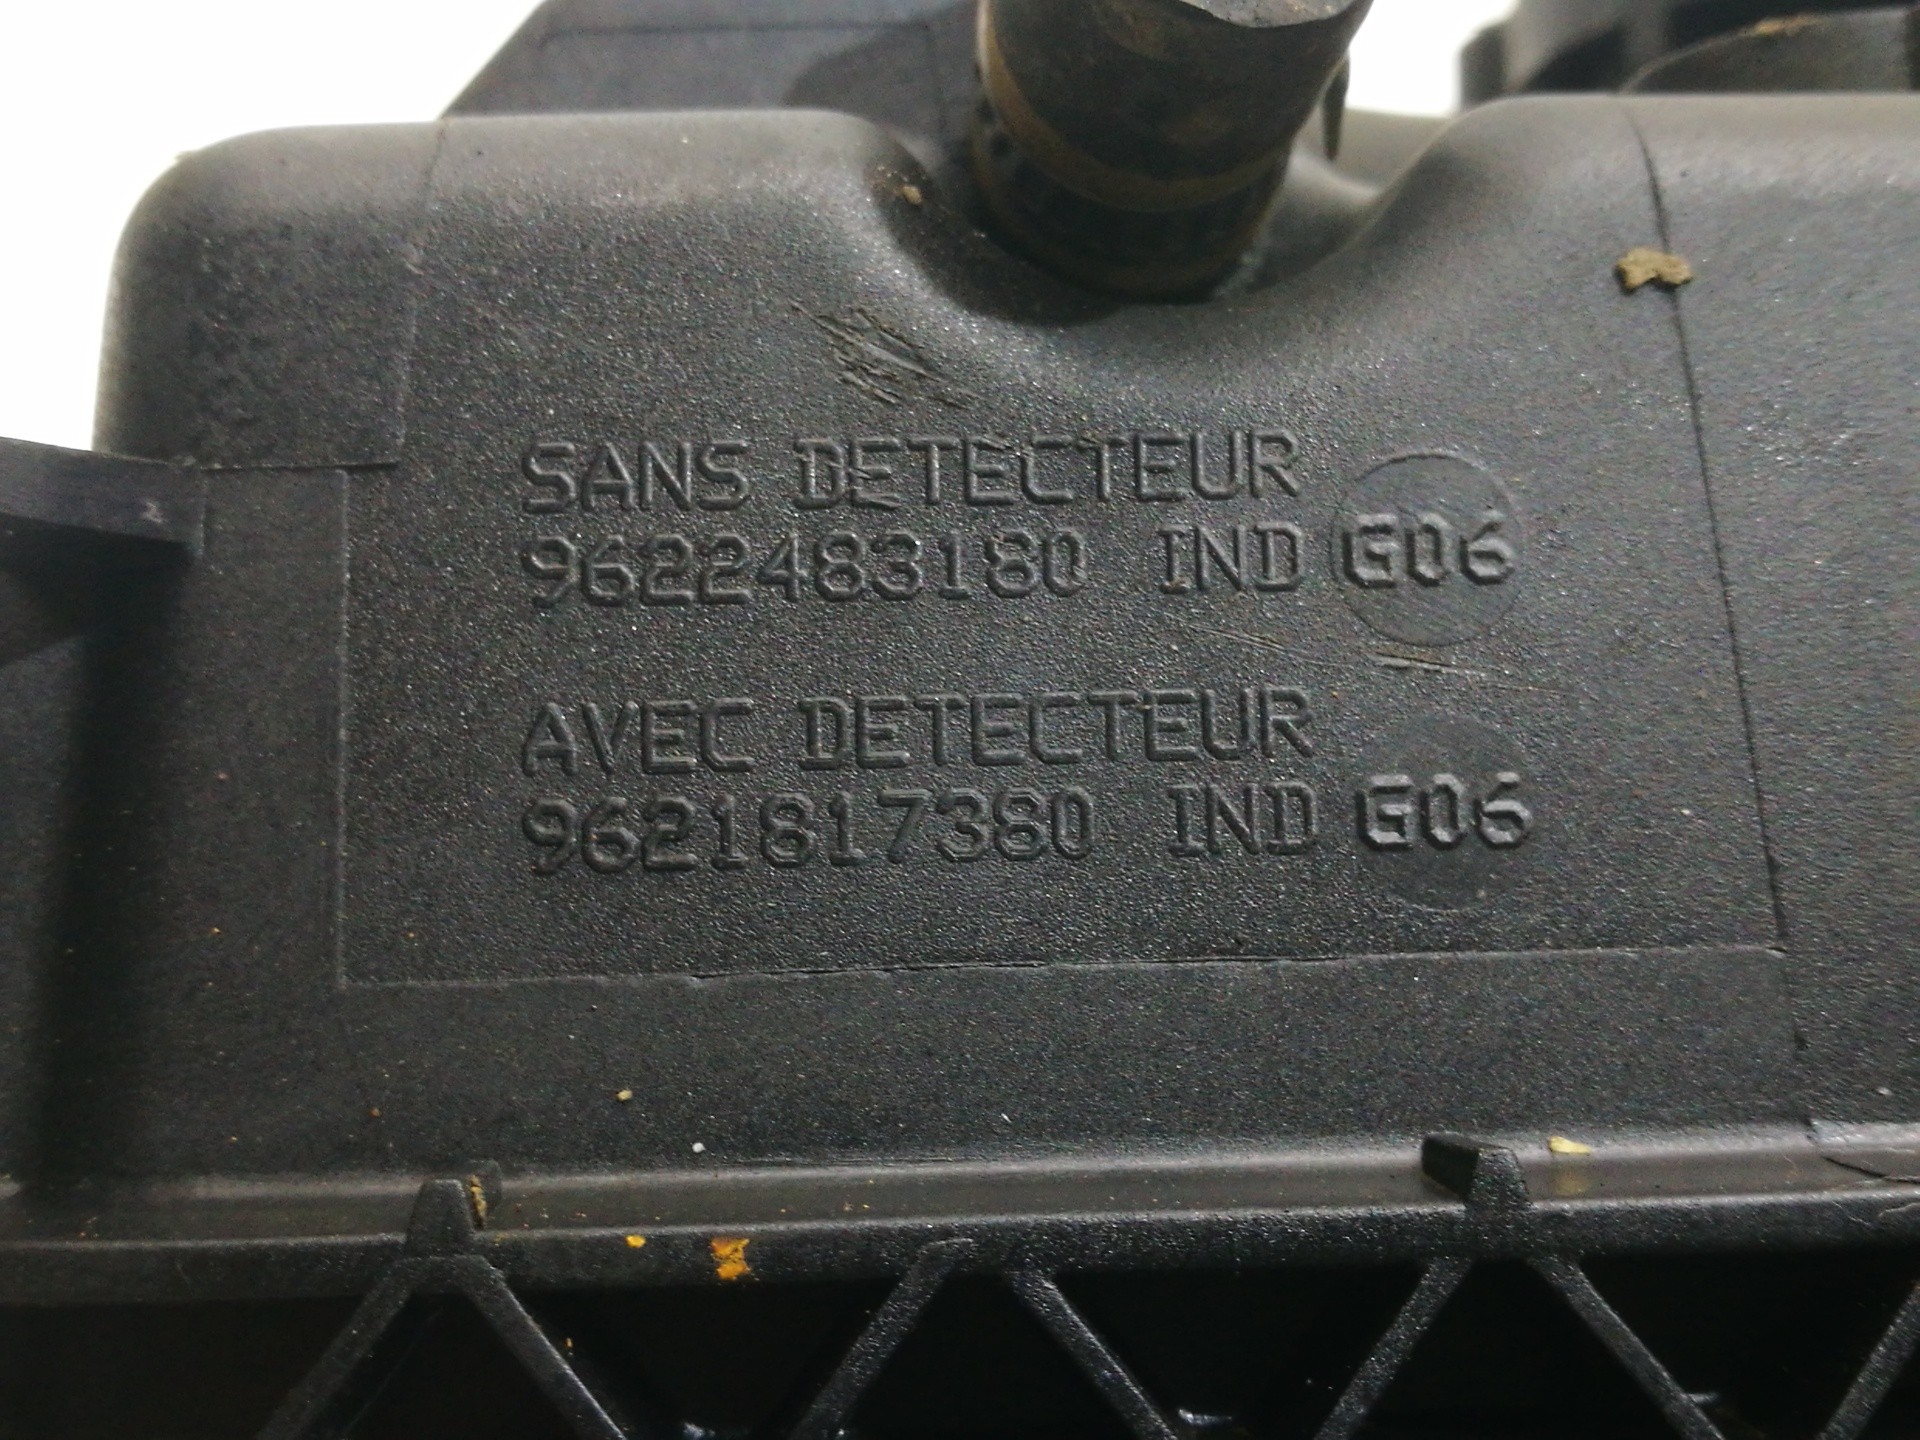 SANS DETECTEUR
9622483180 IND G06
AVEC DETECTEUR
9621817380 IND G06